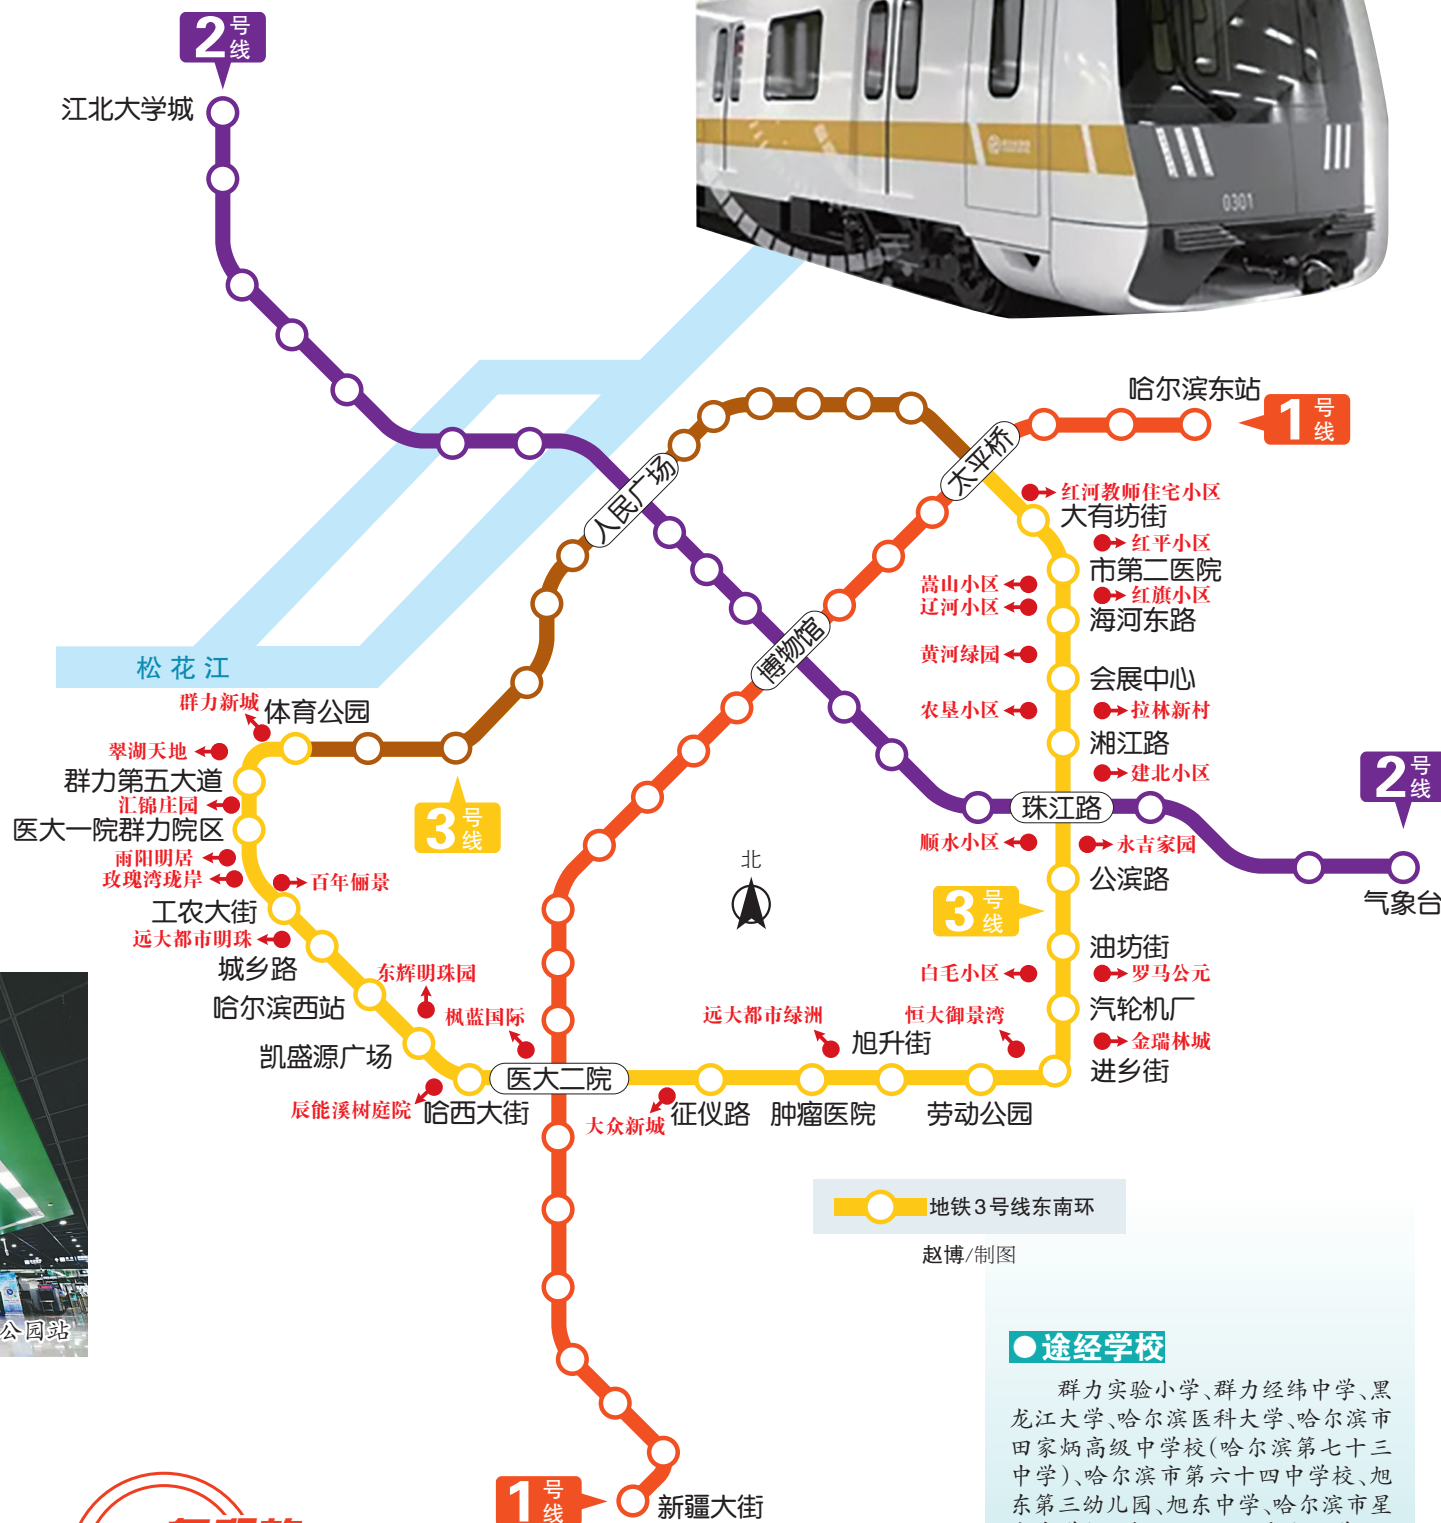 2号线
江北大学城
0301
哈尔滨东站
1号线
太平桥
人民广场
红河教师住宅小区
大有坊街
红平小区
市第二医院
嵩山小区
红旗小区
辽河小区
海河东路
博物馆
黄河绿园
松花江
会展中心
群力新城
体育公园
农垦小区
拉林新村
翠湖天地
湘江路
群力第五大道
建北小区
2号线
汇锦庄园
3号线
珠江路
医大一院群力院区
顺水小区
永吉家园
雨阳明居
北
玫瑰湾珑岸
百年俪景
公滨路
工农大街
3号线
气象台
远大都市明珠
油坊街
城乡路
东辉明珠园
白毛小区
罗马公元
哈尔滨西站
枫蓝国际
远大都市绿洲
恒大御景湾
汽轮机厂
凯盛源广场
旭升街
金瑞林城
医大二院
进乡街
辰能溪树庭院
哈西大街
大众新城
征仪路
肿瘤医院
劳动公园
地铁3号线东南环
赵博/制图
公园站
途经学校
群力实验小学、群力经纬中学、黑
龙江大学、哈尔滨医科大学、哈尔滨市
田家炳高级中学校(哈尔滨第七十三
中学)、哈尔滨市第六十四中学校、旭
东第三幼儿园、旭东中学、哈尔滨市星
1号线
新疆大街